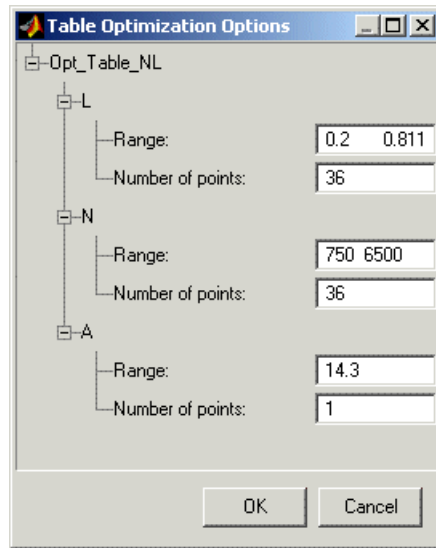 Table Optimization Options
Opt_Table_NL
L
Range: 0.2 0.811
Number of points: 36
N
Range: 750 6500
Number of points: 36
A
Range: 14.3
Number of points: 1
OK Cancel